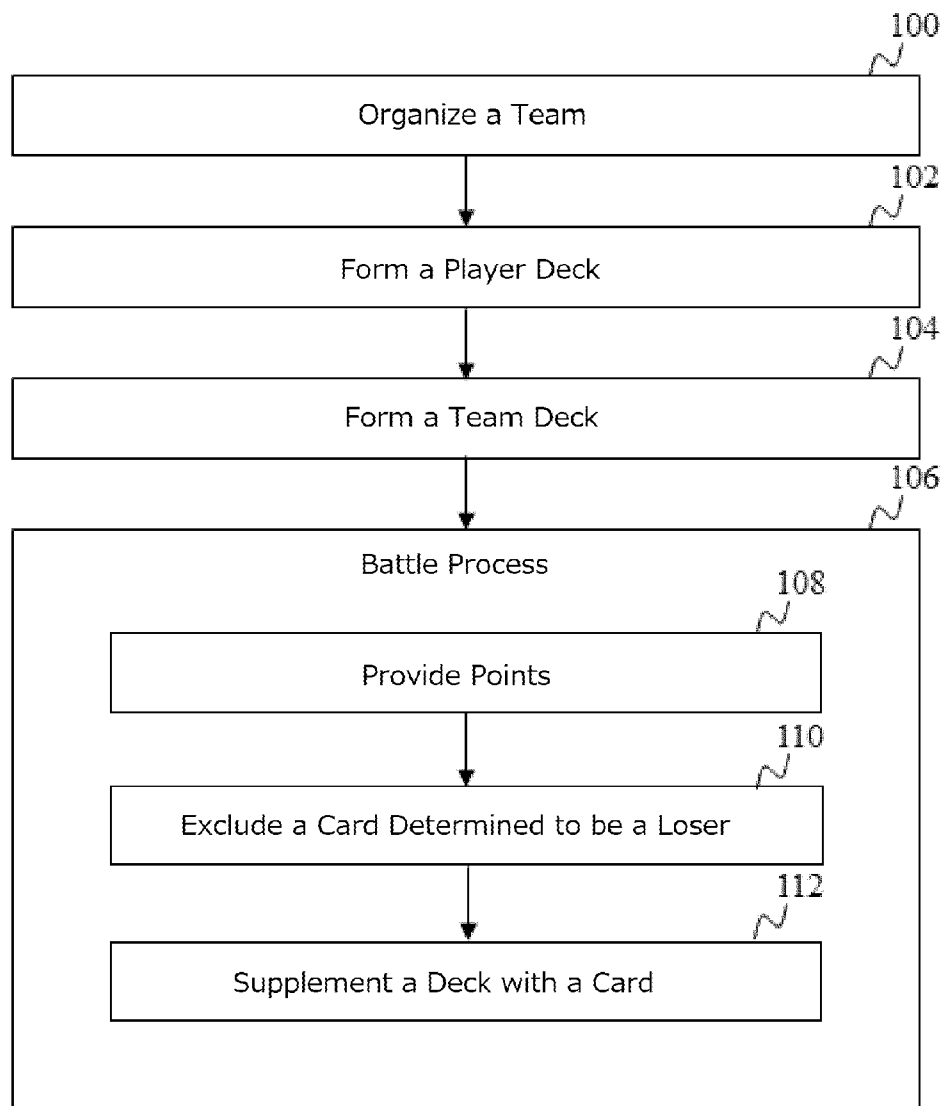 100
Organize a Team
102
Form a Player Deck
104
Form a Team Deck
106
Battle Process
108
Provide Points
110
Exclude a Card Determined to be a Loser
112
Supplement a Deck with a Card